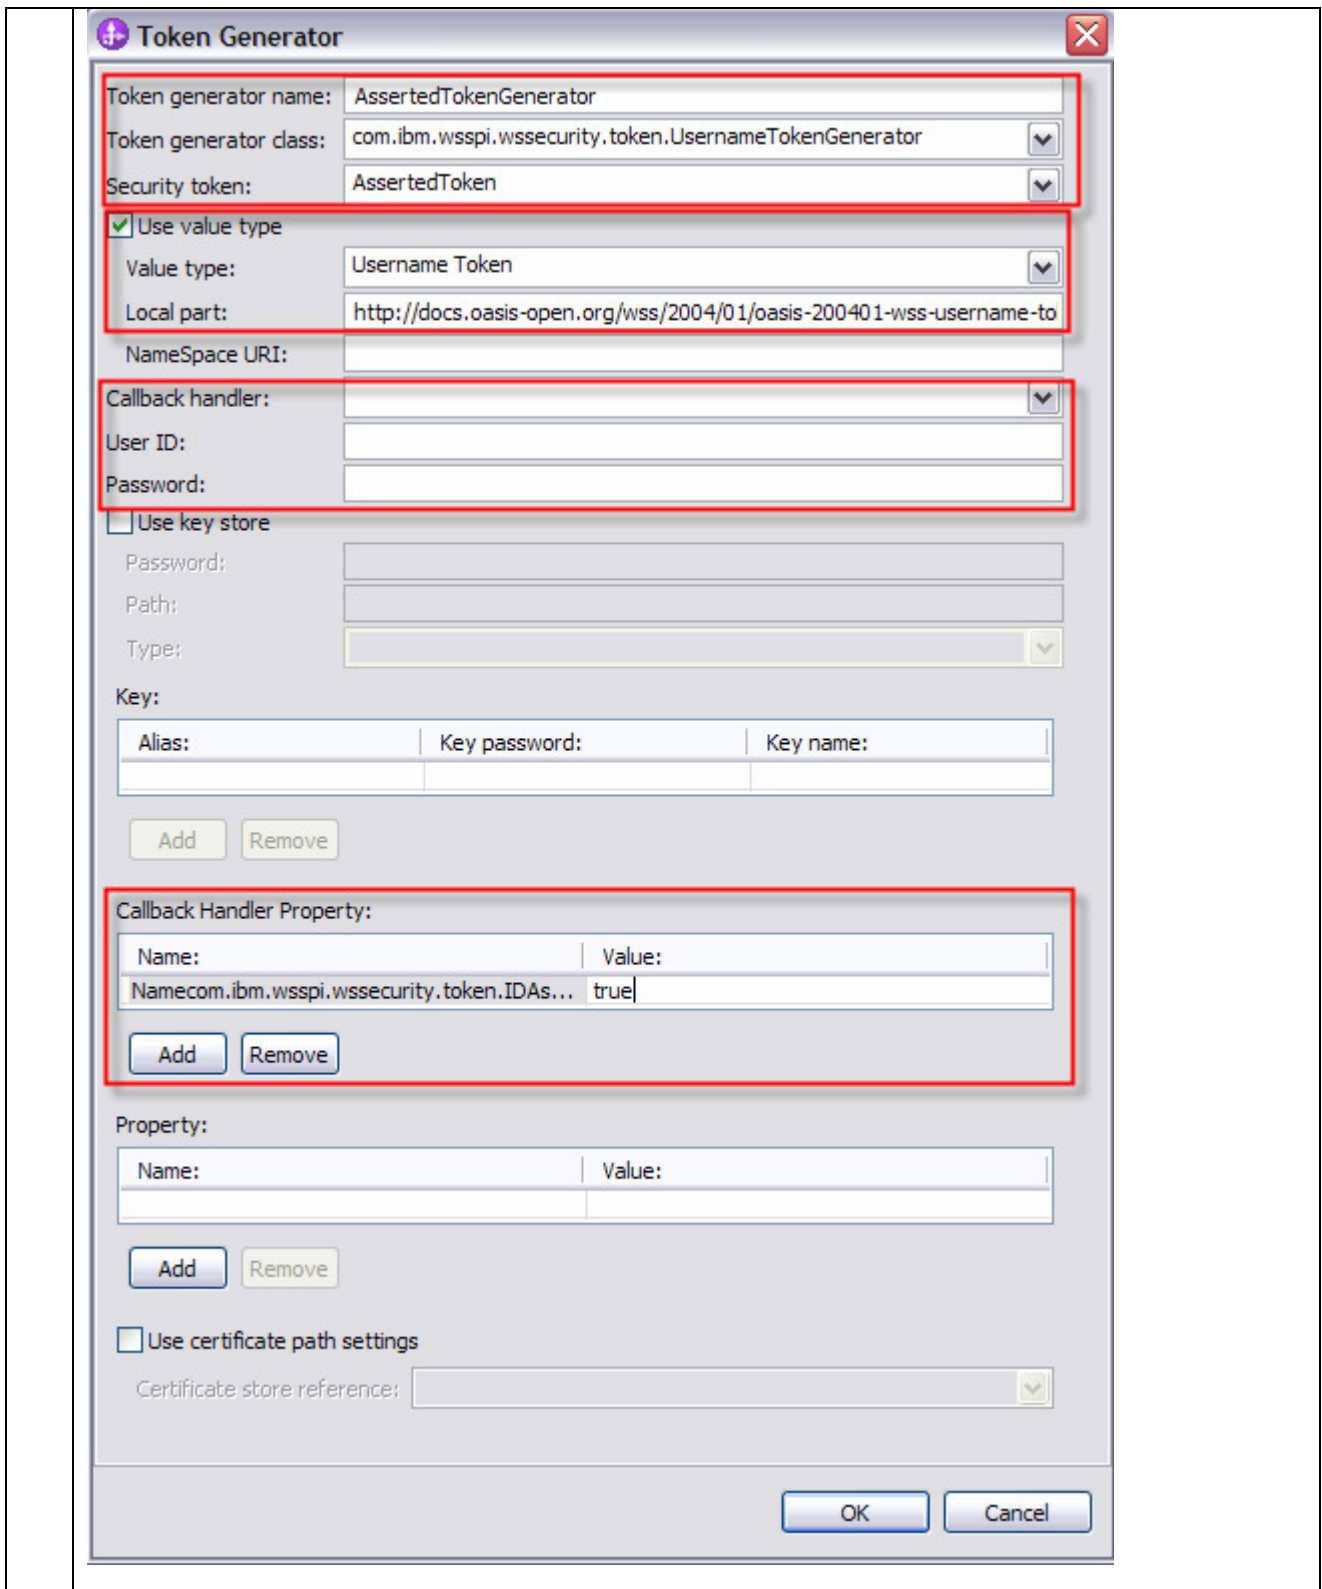 Token Generator
Token generator name: AssertedTokenGenerator
Token generator class: com.ibm.wsspi.wssecurity.token.UsernameTokenGenerator
Security token: AssertedToken
Use value type
Value type: Username Token
Local part: http://docs.oasis-open.org/wss/2004/01/oasis-200401-wss-username-to
NameSpace URI:
Callback handler:
User ID:
Password:
Use key store
Password:
Path:
Type:
Key:
Alias: Key password: Key name:
Add Remove
Callback Handler Property:
Name: Value:
Namecom.ibm.wsspi.wssecurity.token.IDAs... true
Add Remove
Property:
Name: Value:
Add Remove
Use certificate path settings
Certificate store reference:
OK Cancel